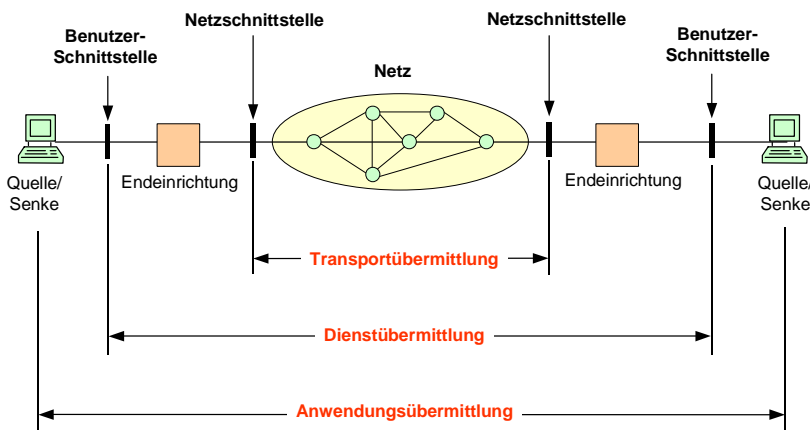 Netzschnittstelle
Netzschnittstelle
Benutzer-
Schnittstelle
Benutzer-
Schnittstelle
Netz
Quelle/
Senke
Endeinrichtung
Endeinrichtung
Quelle/
Senke
Transportübermittlung
Dienstübermittlung
Anwendungsübermittlung